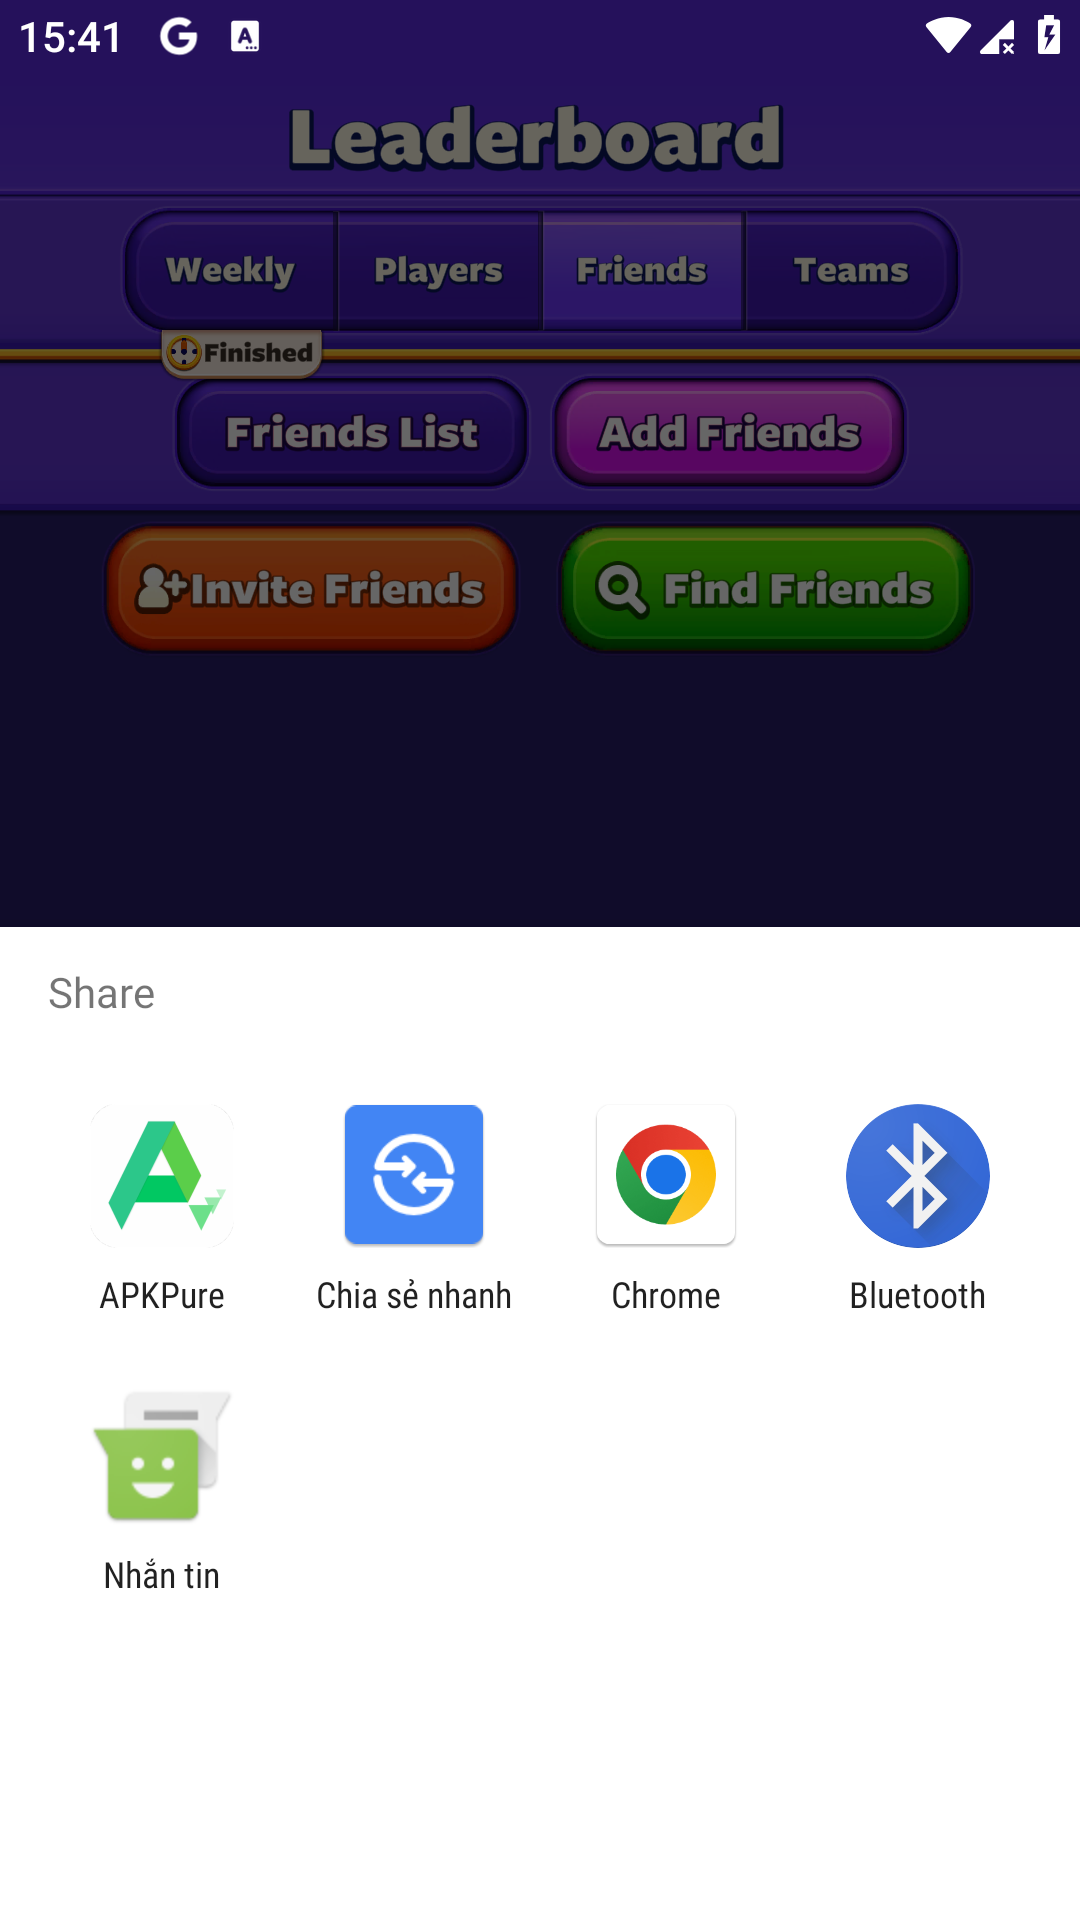 15:41
Leaderboard
Weekly Players Friends Teams
Finished
Friends List Add Friends
Invite Friends Find Friends
Share
APKPure Chia sẻ nhanh Chrome Bluetooth
Nhắn tin